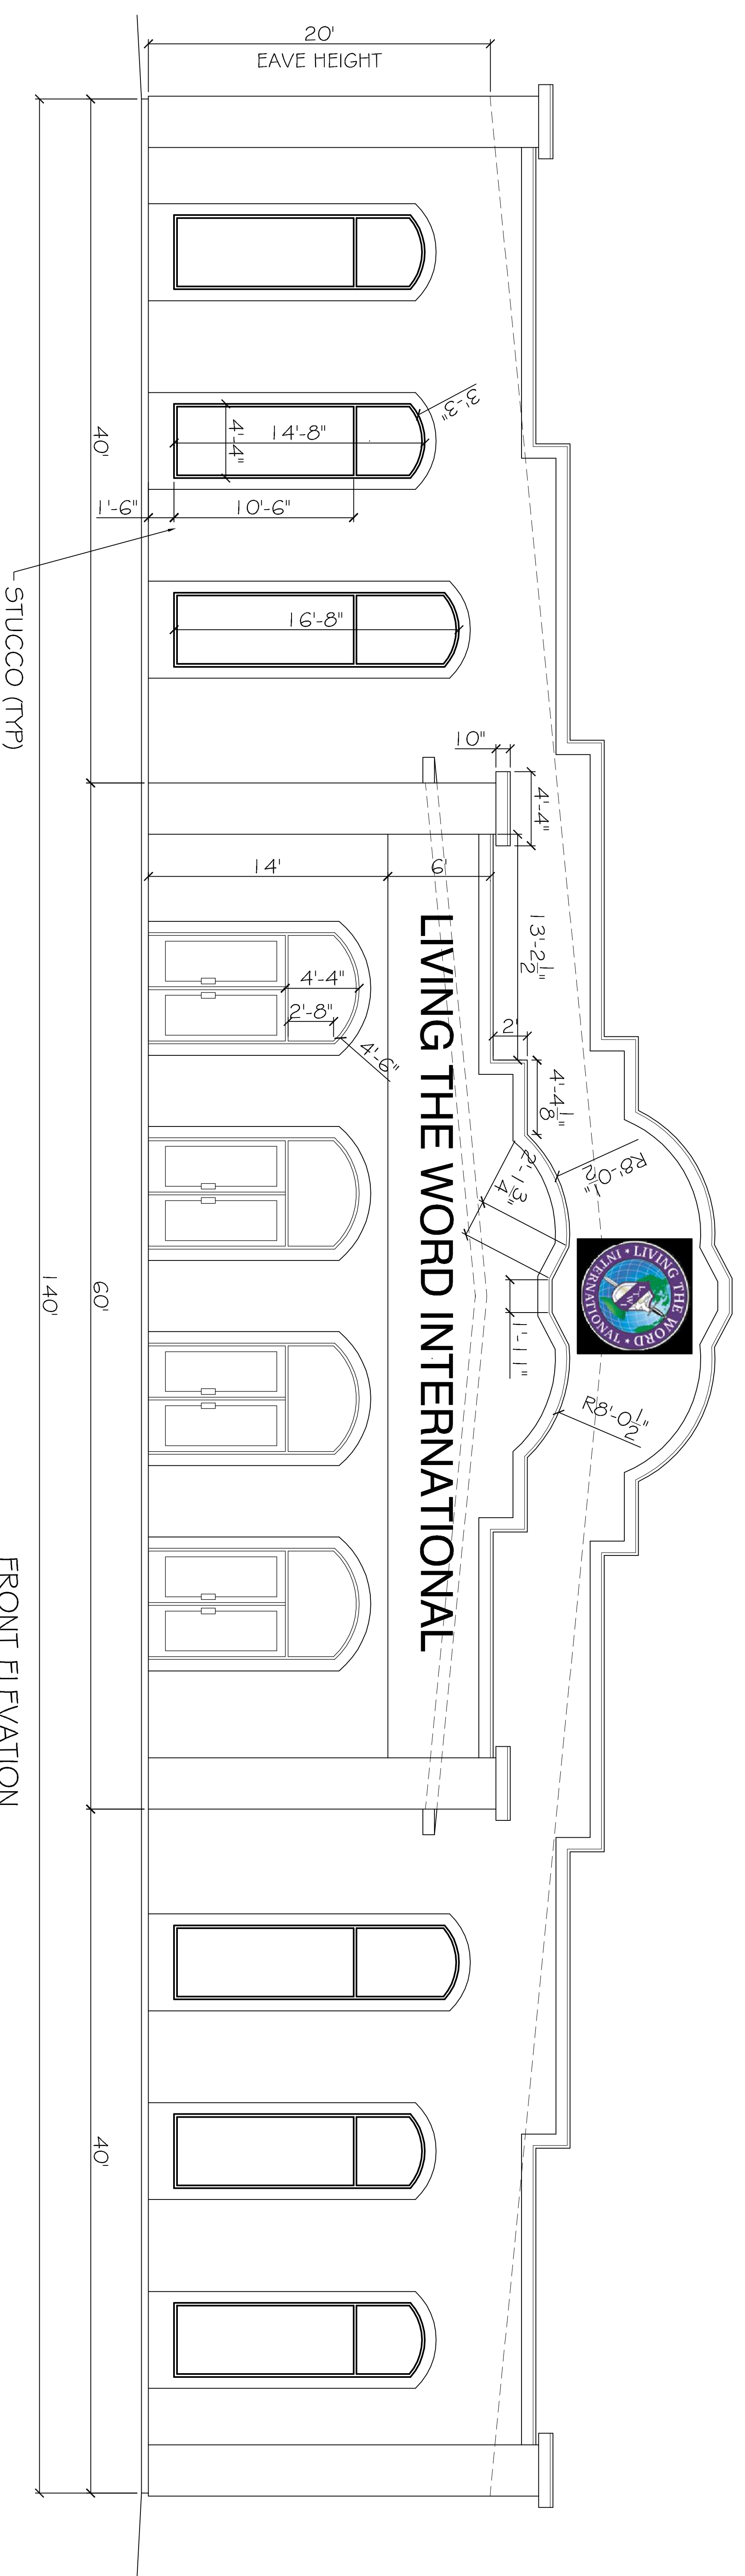 20'
EAVE HEIGHT
3'-3"
14'-8"
4'-4"
40'
1'-6"
10'-6"
STUCCO (TYP)
16'-8"
10"
4'-4"
14'
6'
13'-2 1/2"
2'
4'-4 1/8"
4'-4"
2'-8"
4'-6"
R8'-0 1/2"
2'-1 3/4"
1'-11"
R8'-0 1/2"
LIVING THE WORD INTERNATIONAL
LIVING THE WORD
• INTERNATIONAL •
60'
140'
40'
FRONT ELEVATION